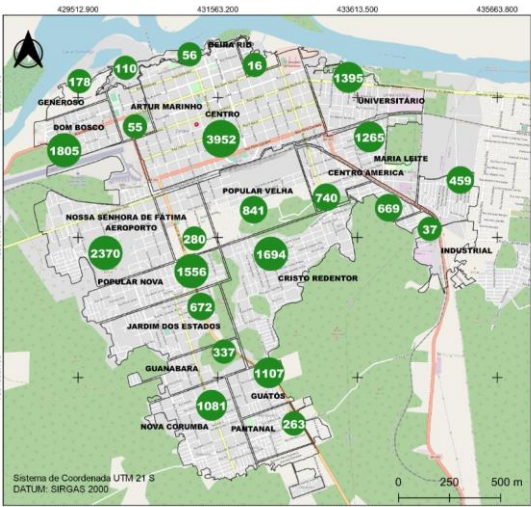 429512.900 431563.200 433613.500 435663.800
BEIRA RIO
56
110
16
178
1395
GENEROSO
ARTUR MARINHO
UNIVERSITÁRIO
CENTRO
DOM BOSCO
55
3952
1265
1805
MARIA LEITE
CENTRO AMERICA
459
POPULAR VELHA
740
841
669
NOSSA SENHORA DE FÁTIMA
AEROPORTO
37
280
INDUSTRIAL
2370
1694
1556
POPULAR NOVA
CRISTO REDENTOR
672
JARDIM DOS ESTADOS
337
GUANABARA
1107
GUATÓS
1081
263
NOVA CORUMBA
PANTANAL
Sistema de Coordenada UTM 21 S
DATUM: SIRGAS 2000
0 250 500 m